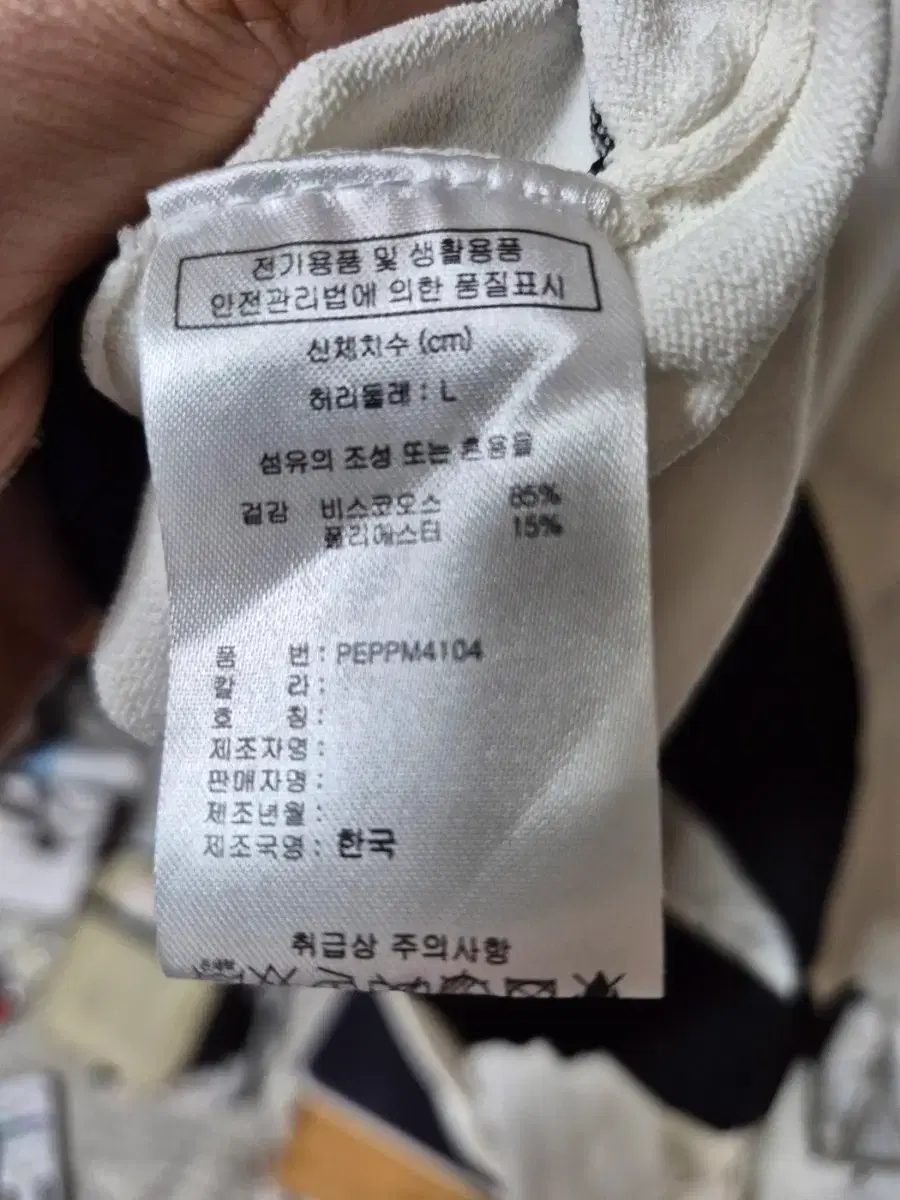 전기용품 및 생활용품
안전관리법에 의한 품질표시
신체치수 (cm)
허리둘레 : L
섬유의 조성 또는 혼용율
겉감 비스코오스 85%
폴리에스터 15%
품 번 : PEPPM4104
칼 라 :
호 칭 :
제조자명 :
판매자명 :
제조년월 :
제조국명 : 한국
취급상 주의사항